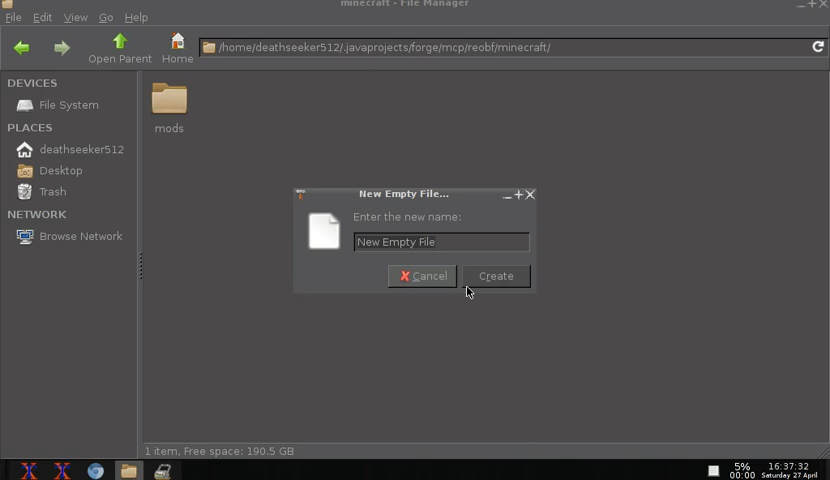 minecraft - File Manager
File Edit View Go Help
Open Parent Home /home/deathseeker512/.javaprojects/forge/mcp/reobf/minecraft/
DEVICES
File System
PLACES
deathseeker512
Desktop
Trash
NETWORK
Browse Network
mods
New Empty File...
Enter the new name:
New Empty File
Cancel Create
1 item, Free space: 190.5 GB
5% 16:37:32
00:00 Saturday 27 April